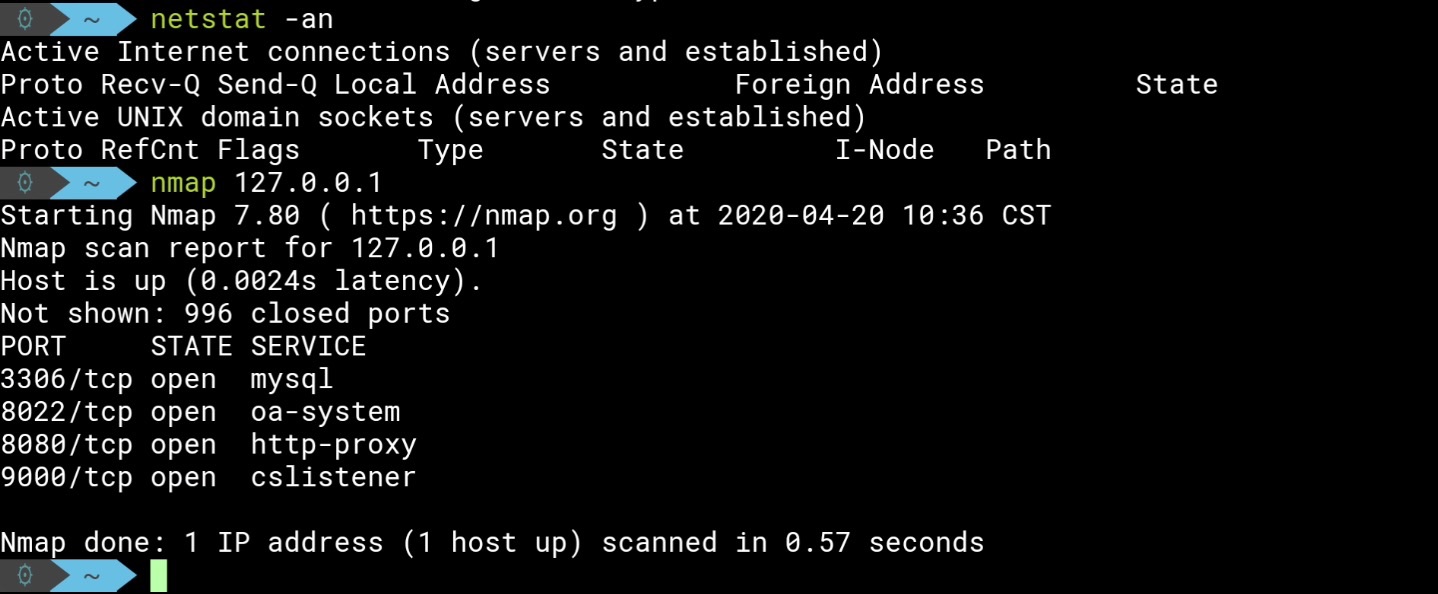 ~ netstat -an
Active Internet connections (servers and established)
Proto Recv-Q Send-Q Local Address           Foreign Address         State
Active UNIX domain sockets (servers and established)
Proto RefCnt Flags       Type       State         I-Node   Path
~ nmap 127.0.0.1
Starting Nmap 7.80 ( https://nmap.org ) at 2020-04-20 10:36 CST
Nmap scan report for 127.0.0.1
Host is up (0.0024s latency).
Not shown: 996 closed ports
PORT     STATE SERVICE
3306/tcp open  mysql
8022/tcp open  oa-system
8080/tcp open  http-proxy
9000/tcp open  cslistener
Nmap done: 1 IP address (1 host up) scanned in 0.57 seconds
~